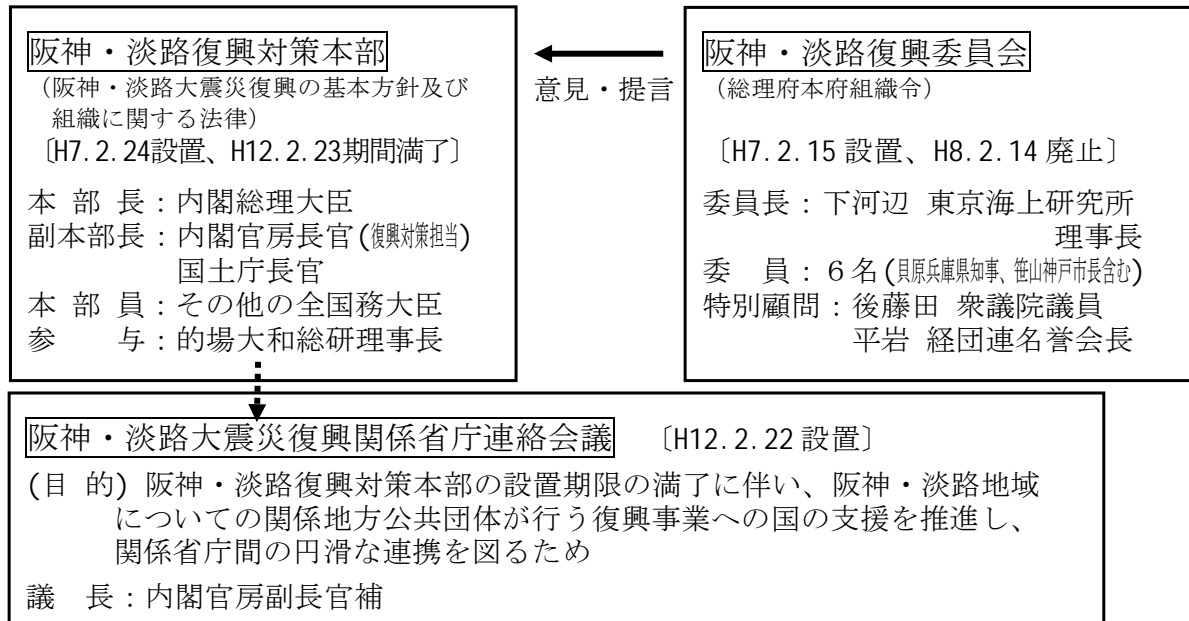 阪神・淡路復興対策本部
（阪神・淡路大震災復興の基本方針及び
組織に関する法律）
〔H7.2.24設置、H12.2.23期間満了〕
本 部 長：内閣総理大臣
副本部長：内閣官房長官(復興対策担当)
国土庁長官
本 部 員：その他の全国務大臣
参　　与：的場大和総研理事長
意見・提言
阪神・淡路復興委員会
（総理府本府組織令）
〔H7.2.15 設置、H8.2.14 廃止〕
委員長：下河辺 東京海上研究所
理事長
委　員：６名(貝原兵庫県知事、笹山神戸市長含む)
特別顧問：後藤田 衆議院議員
平岩 経団連名誉会長
阪神・淡路大震災復興関係省庁連絡会議　〔H12.2.22 設置〕
(目 的) 阪神・淡路復興対策本部の設置期限の満了に伴い、阪神・淡路地域
についての関係地方公共団体が行う復興事業への国の支援を推進し、
関係省庁間の円滑な連携を図るため
議　長：内閣官房副長官補